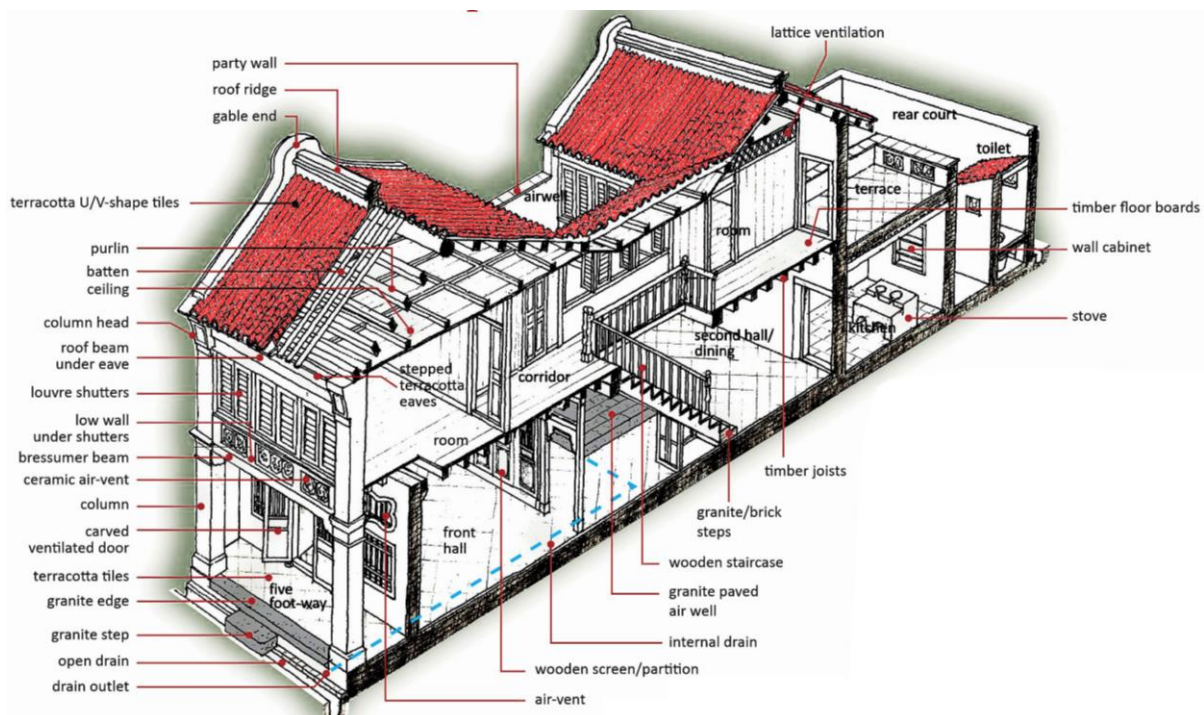 lattice ventilation
party wall
roof ridge
gable end
rear court
toilet
airwell
terracotta U/V-shape tiles
terrace
timber floor boards
room
purlin
wall cabinet
batten
ceiling
column head
stove
kitchen
second hall/
dining
roof beam
under eave
stepped
terracotta
eaves
corridor
louvre shutters
low wall
under shutters
room
bressumer beam
timber joists
ceramic air-vent
column
granite/brick
steps
carved
ventilated door
front
hall
wooden staircase
terracotta tiles
five
foot-way
granite paved
air well
granite edge
granite step
internal drain
open drain
wooden screen/partition
drain outlet
air-vent